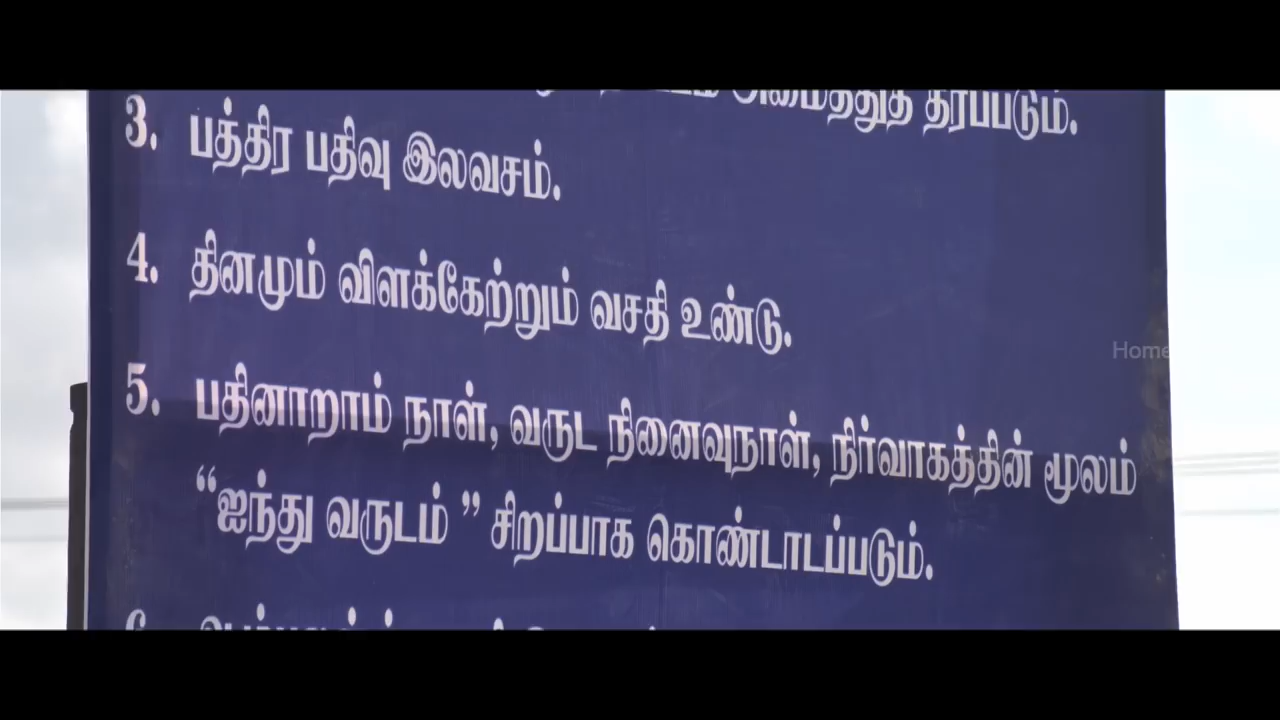 அமைத்துத் தரப்படும்.
3. பத்திர பதிவு இலவசம்.
4. தினமும் விளக்கேற்றும் வசதி உண்டு.
5. பதினாறாம் நாள், வருட நினைவுநாள், நிர்வாகத்தின் மூலம்
“ஐந்து வருடம் ” சிறப்பாக கொண்டாடப்படும்.
Home